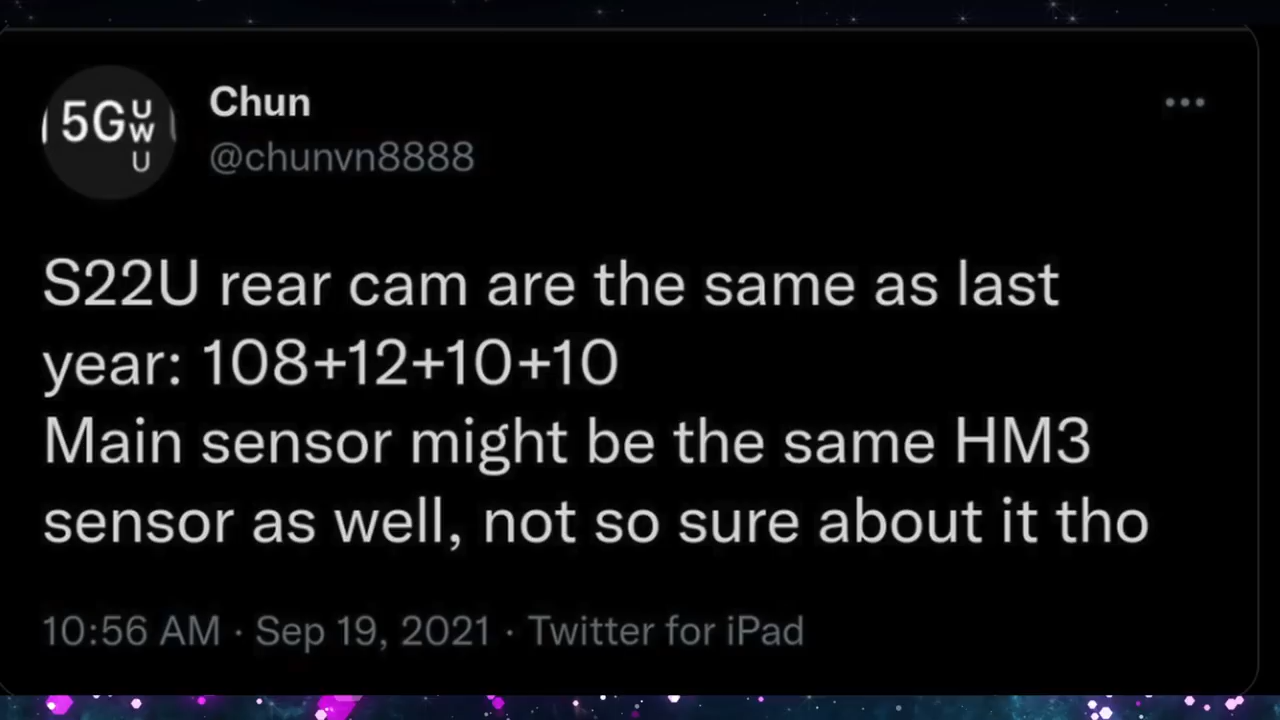 5GUWU
Chun
@chunvn8888
S22U rear cam are the same as last
year: 108+12+10+10
Main sensor might be the same HM3
sensor as well, not so sure about it tho
10:56 AM · Sep 19, 2021 · Twitter for iPad